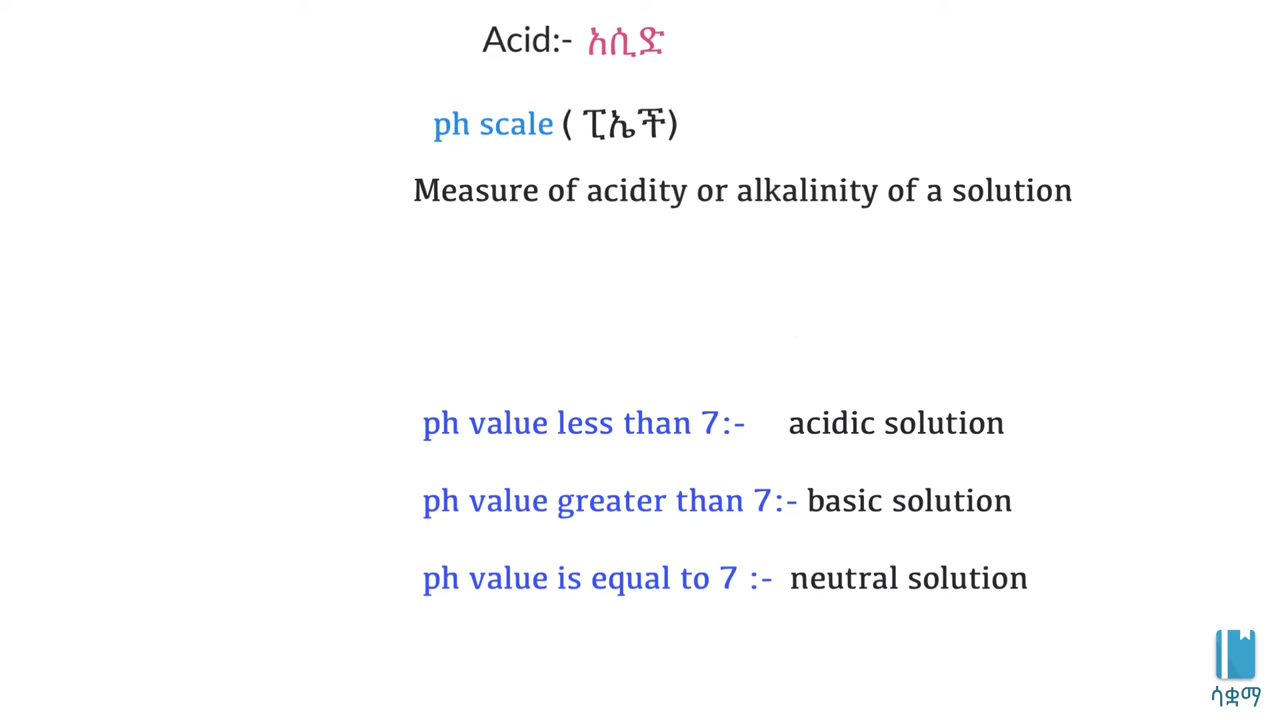 Acid:- አሲድ
ph scale ( ፒኤች)
Measure of acidity or alkalinity of a solution
ph value less than 7:- acidic solution
ph value greater than 7:- basic solution
ph value is equal to 7 :- neutral solution
ሳቋማ